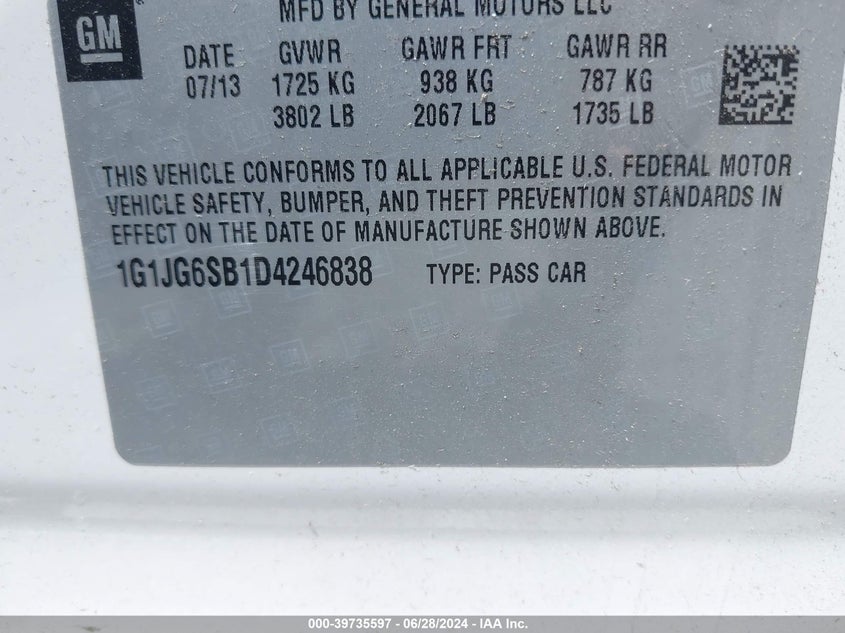 MFD BY GENERAL MOTORS LLC
GM
DATE GVWR GAWR FRT GAWR RR
07/13 1725 KG 938 KG 787 KG
3802 LB 2067 LB 1735 LB
THIS VEHICLE CONFORMS TO ALL APPLICABLE U.S. FEDERAL MOTOR
VEHICLE SAFETY, BUMPER, AND THEFT PREVENTION STANDARDS IN
EFFECT ON THE DATE OF MANUFACTURE SHOWN ABOVE.
1G1JG6SB1D4246838 TYPE: PASS CAR
000-39735597 / 06/28/2024 - © IAA Inc.